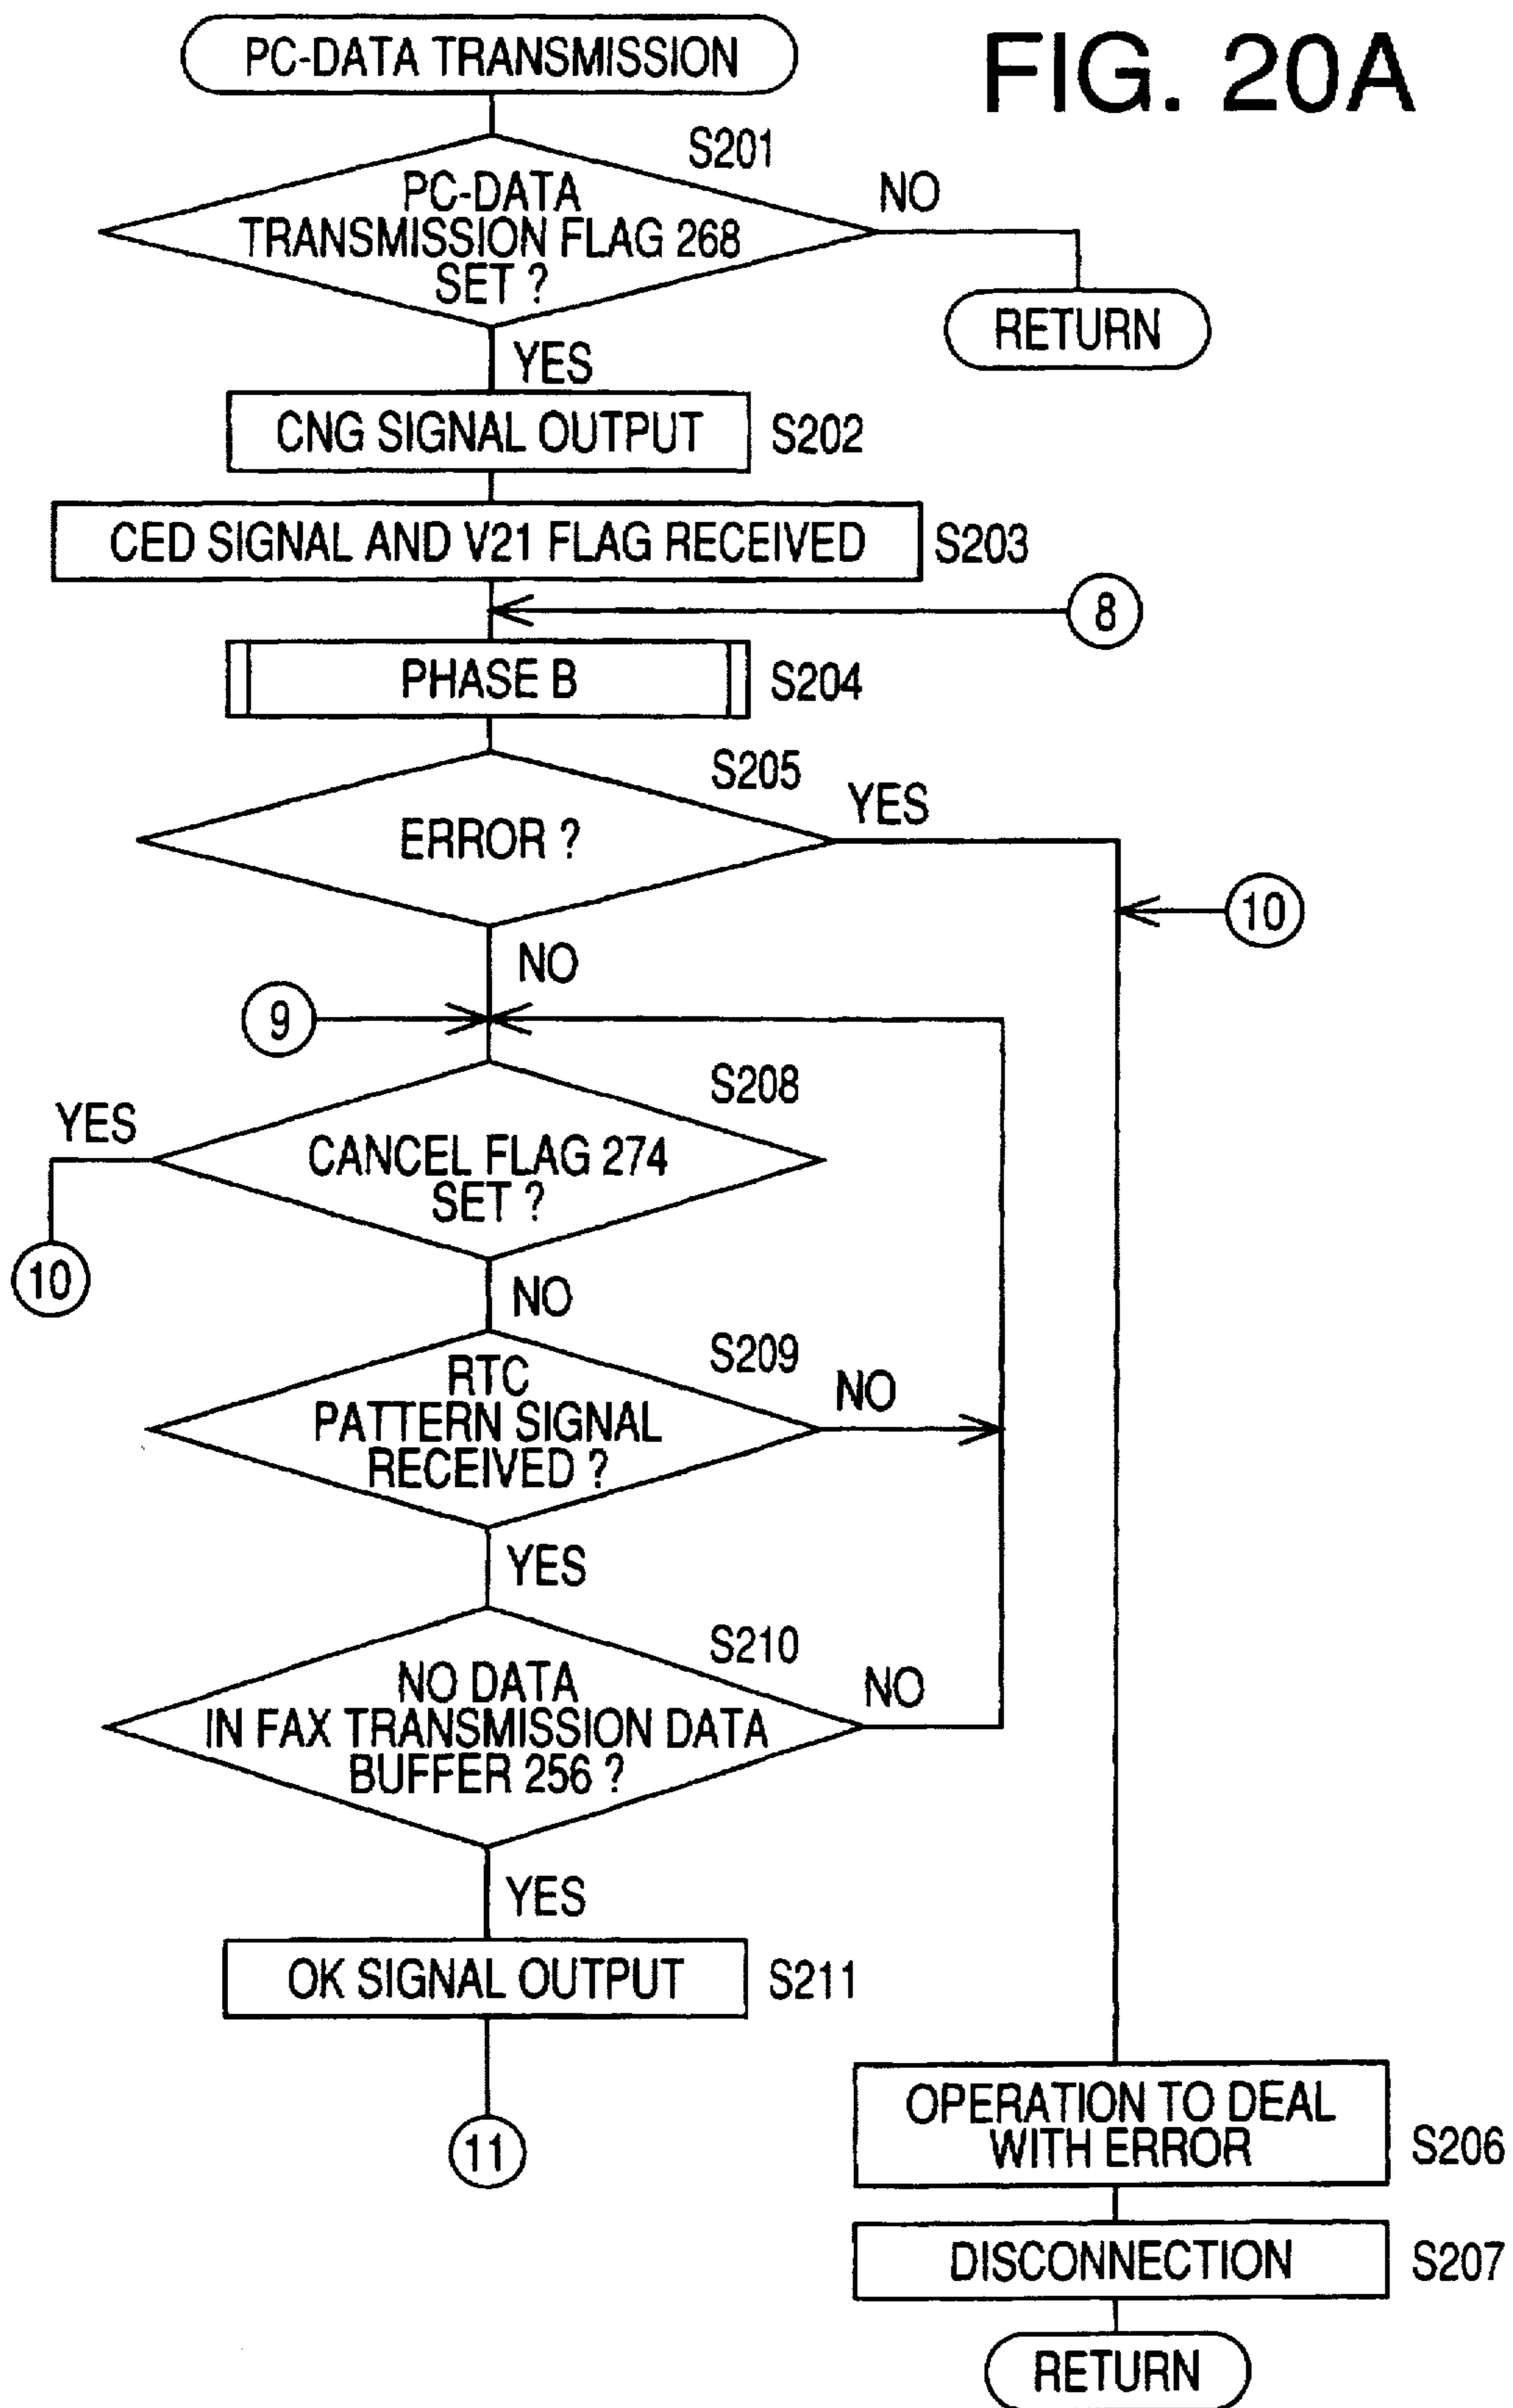 PC-DATA TRANSMISSION
FIG. 20A
S201
PC-DATA
TRANSMISSION FLAG 268
SET ?
NO
RETURN
YES
CNG SIGNAL OUTPUT
S202
CED SIGNAL AND V21 FLAG RECEIVED
S203
8
PHASE B
S204
S205
ERROR ?
YES
10
NO
9
S208
YES
CANCEL FLAG 274
SET ?
10
NO
S209
RTC
PATTERN SIGNAL
RECEIVED ?
NO
YES
S210
NO DATA
IN FAX TRANSMISSION DATA
BUFFER 256 ?
NO
YES
OK SIGNAL OUTPUT
S211
11
OPERATION TO DEAL
WITH ERROR
S206
DISCONNECTION
S207
RETURN